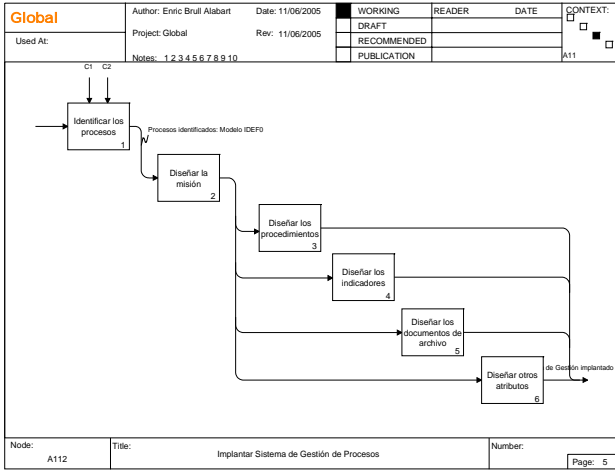 Global
Used At:
Author: Enric Brull Alabart
Date: 11/06/2005
Project: Global
Rev: 11/06/2005
Notes: 1 2 3 4 5 6 7 8 9 10
WORKING
DRAFT
RECOMMENDED
PUBLICATION
READER
DATE
CONTEXT:
A11
C1
C2
Identificar los
procesos
1
Procesos identificados: Modelo IDEF0
Diseñar la
misión
2
Diseñar los
procedimientos
3
Diseñar los
indicadores
4
Diseñar los
documentos de
archivo
5
Diseñar otros
atributos
6
de Gestión implantado
Node:
A112
Title:
Implantar Sistema de Gestión de Procesos
Number:
Page: 5